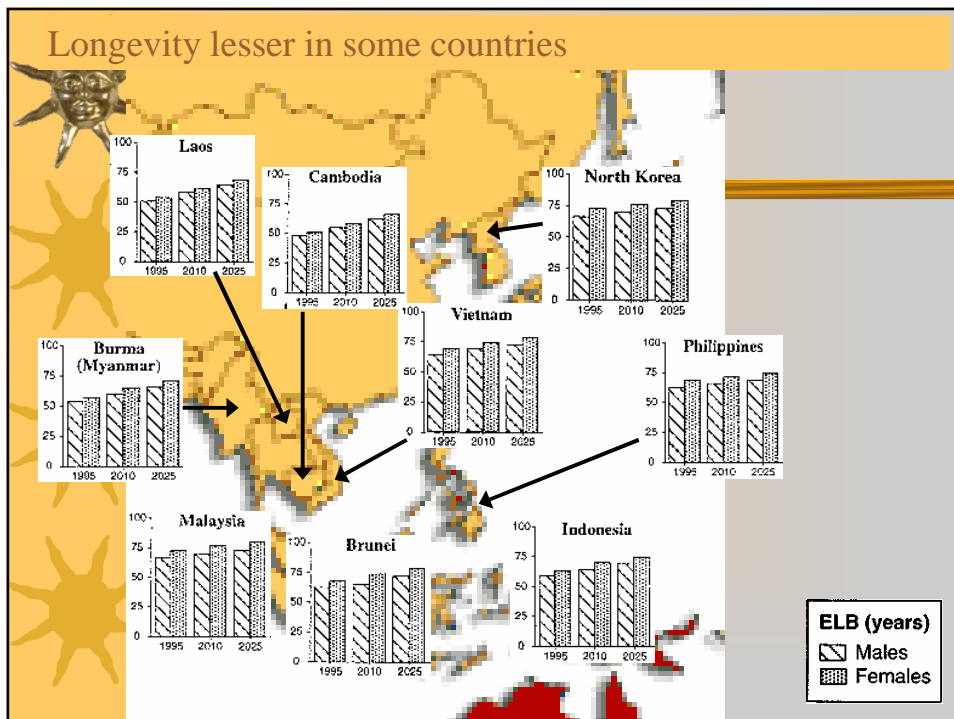 Longevity lesser in some countries
Laos
100
75
50
25
0
1995 2010 2025
Cambodia
100
75
50
25
0
1995 2010 2025
North Korea
100
75
50
25
0
1995 2010 2025
Vietnam
100
75
50
25
0
1995 2010 2025
Burma
(Myanmar)
100
75
50
25
0
1995 2010 2025
Philippines
100
75
50
25
0
1995 2010 2025
Malaysia
100
75
50
25
0
1995 2010 2025
Brunei
100
75
50
25
0
1995 2010 2025
Indonesia
100
75
50
25
0
1995 2010 2025
ELB (years)
Males
Females